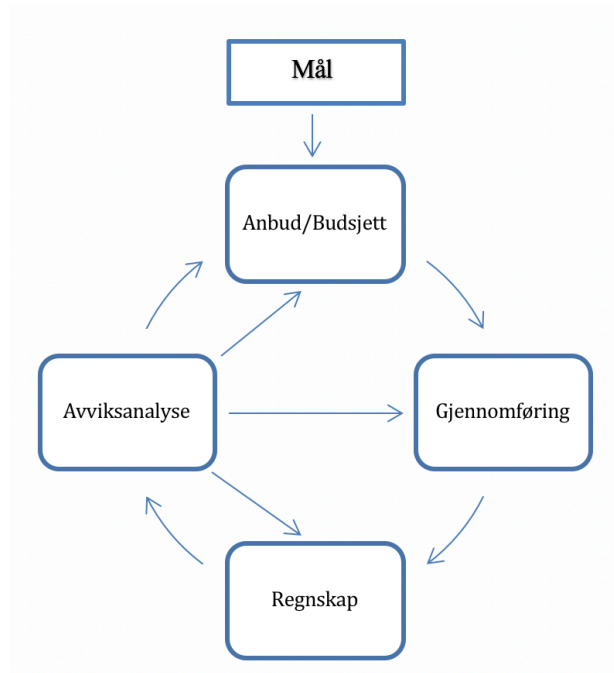 Mål
Anbud/Budsjett
Avviksanalyse
Gjennomføring
Regnskap